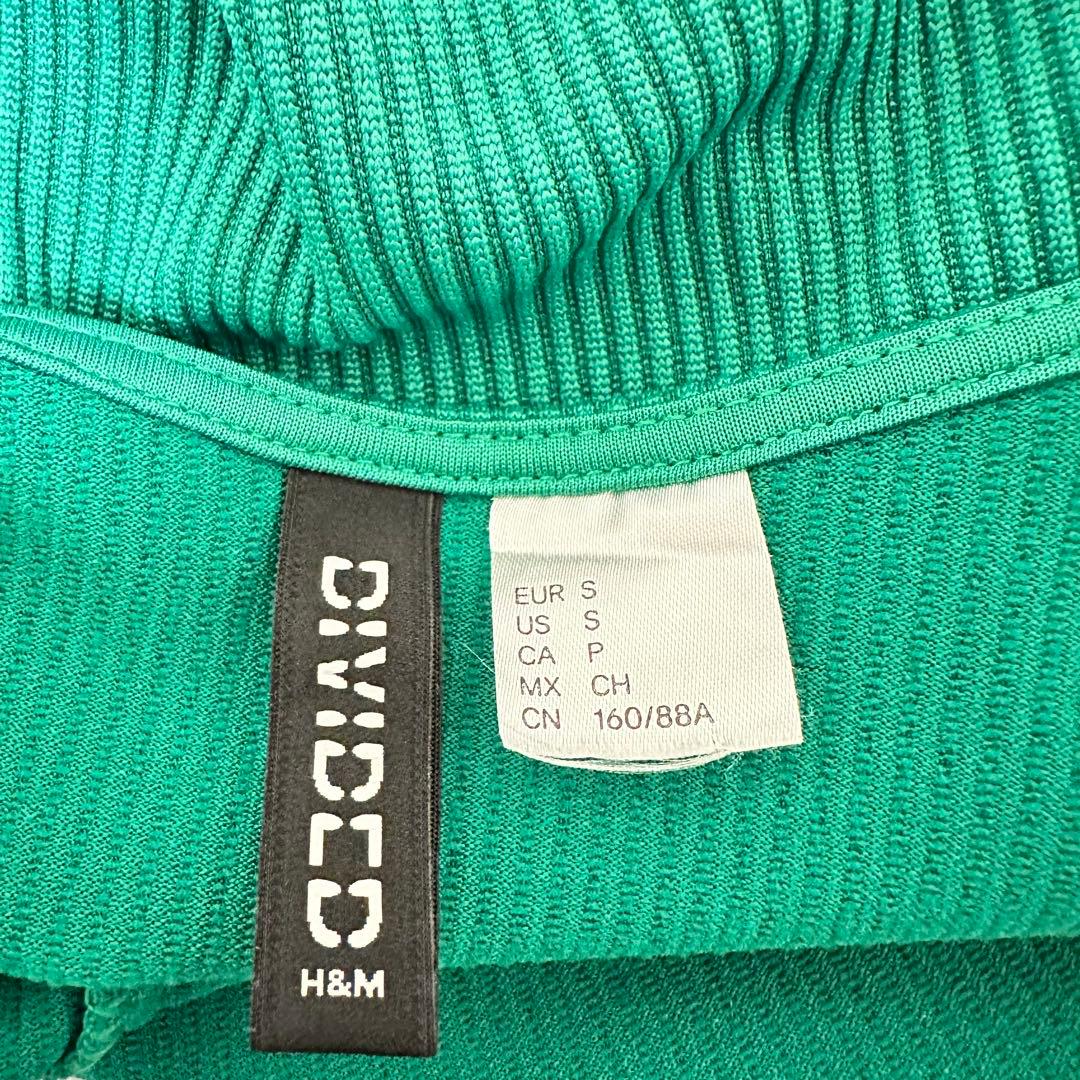 DIVIDED
H&M
EUR S
US S
CA P
MX CH
CN 160/88A